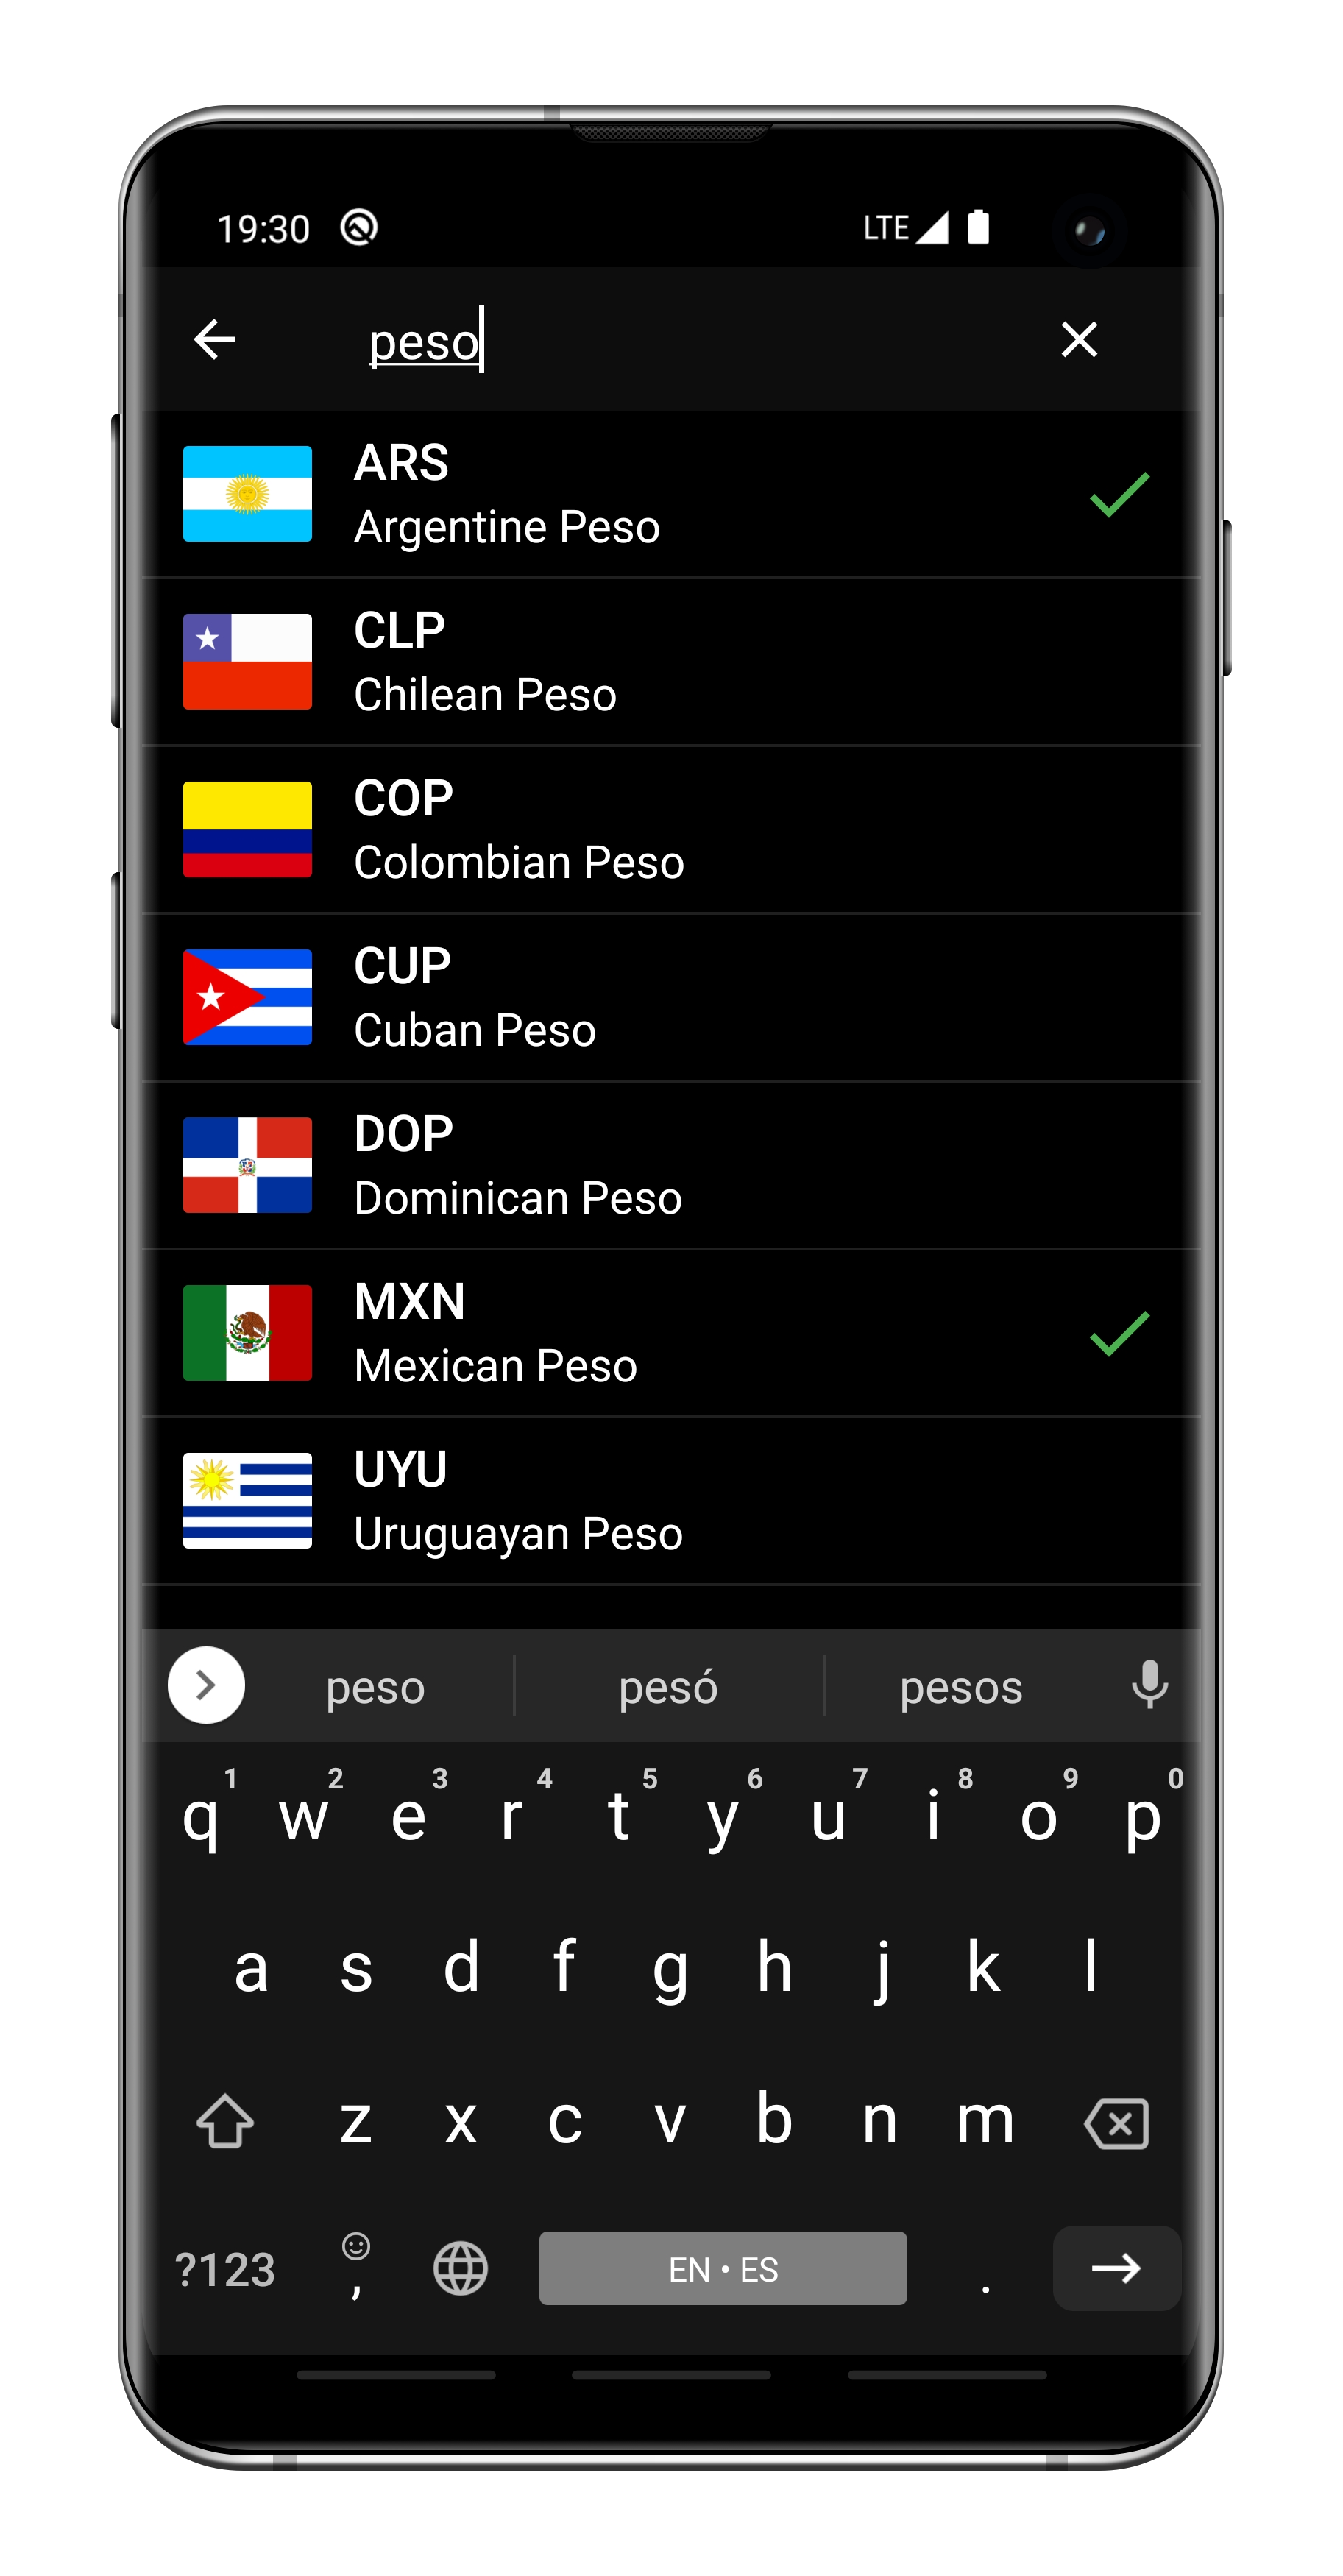 19:30 LTE
peso
ARS
Argentine Peso
CLP
Chilean Peso
COP
Colombian Peso
CUP
Cuban Peso
DOP
Dominican Peso
MXN
Mexican Peso
UYU
Uruguayan Peso
peso pesó pesos
1 2 3 4 5 6 7 8 9 0
q w e r t y u i o p
a s d f g h j k l
z x c v b n m
?123 , EN • ES .